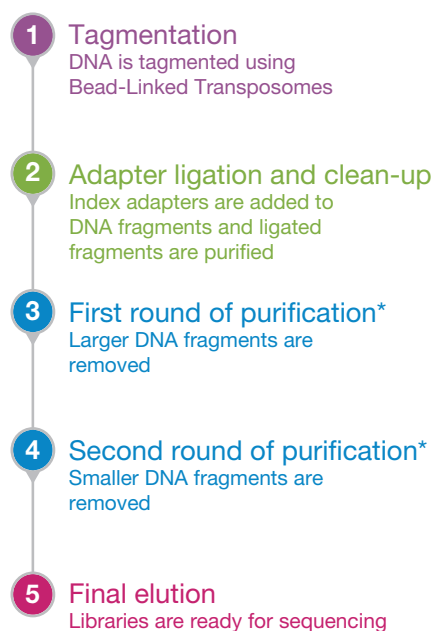 1 Tagmentation
DNA is tagmented using
Bead-Linked Transposomes
2 Adapter ligation and clean-up
Index adapters are added to
DNA fragments and ligated
fragments are purified
3 First round of purification*
Larger DNA fragments are
removed
4 Second round of purification*
Smaller DNA fragments are
removed
5 Final elution
Libraries are ready for sequencing